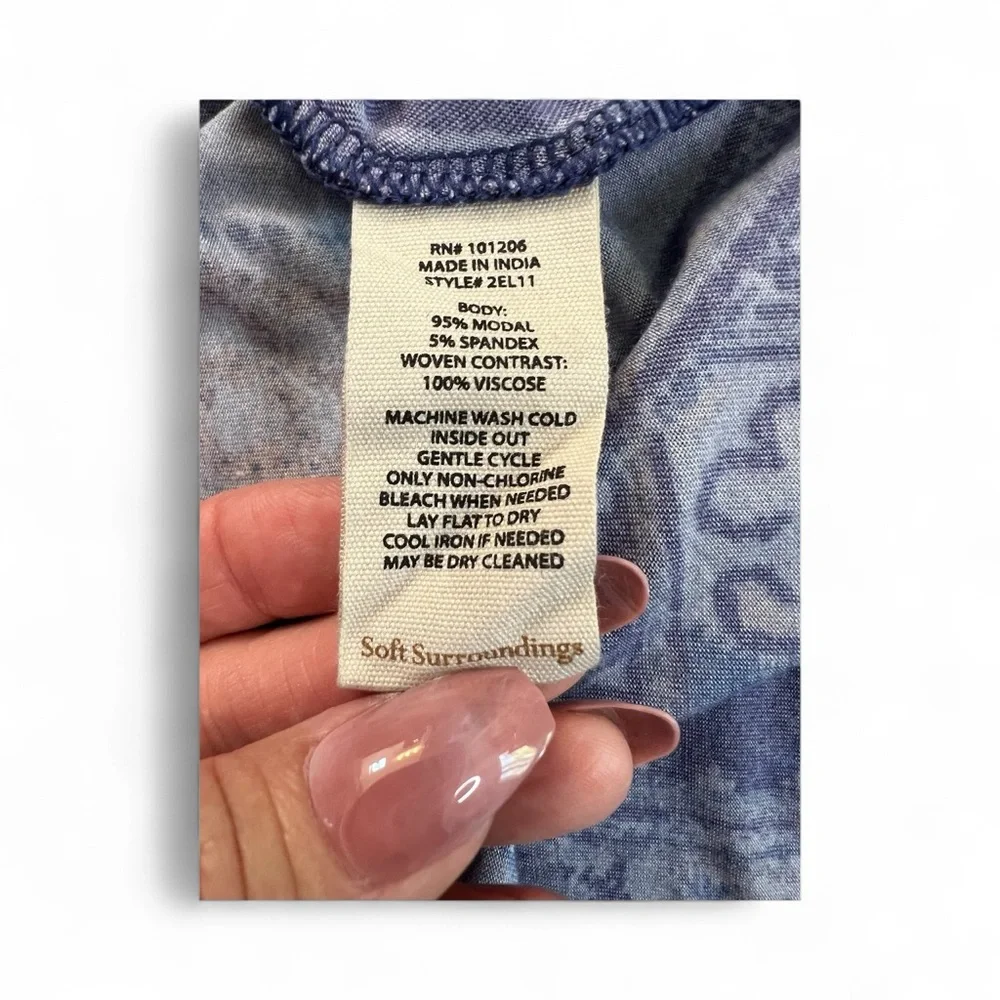 RN# 101206
MADE IN INDIA
STYLE# 2EL11
BODY:
95% MODAL
5% SPANDEX
WOVEN CONTRAST:
100% VISCOSE
MACHINE WASH COLD
INSIDE OUT
GENTLE CYCLE
ONLY NON-CHLORINE
BLEACH WHEN NEEDED
LAY FLAT TO DRY
COOL IRON IF NEEDED
MAY BE DRY CLEANED
Soft Surroundings